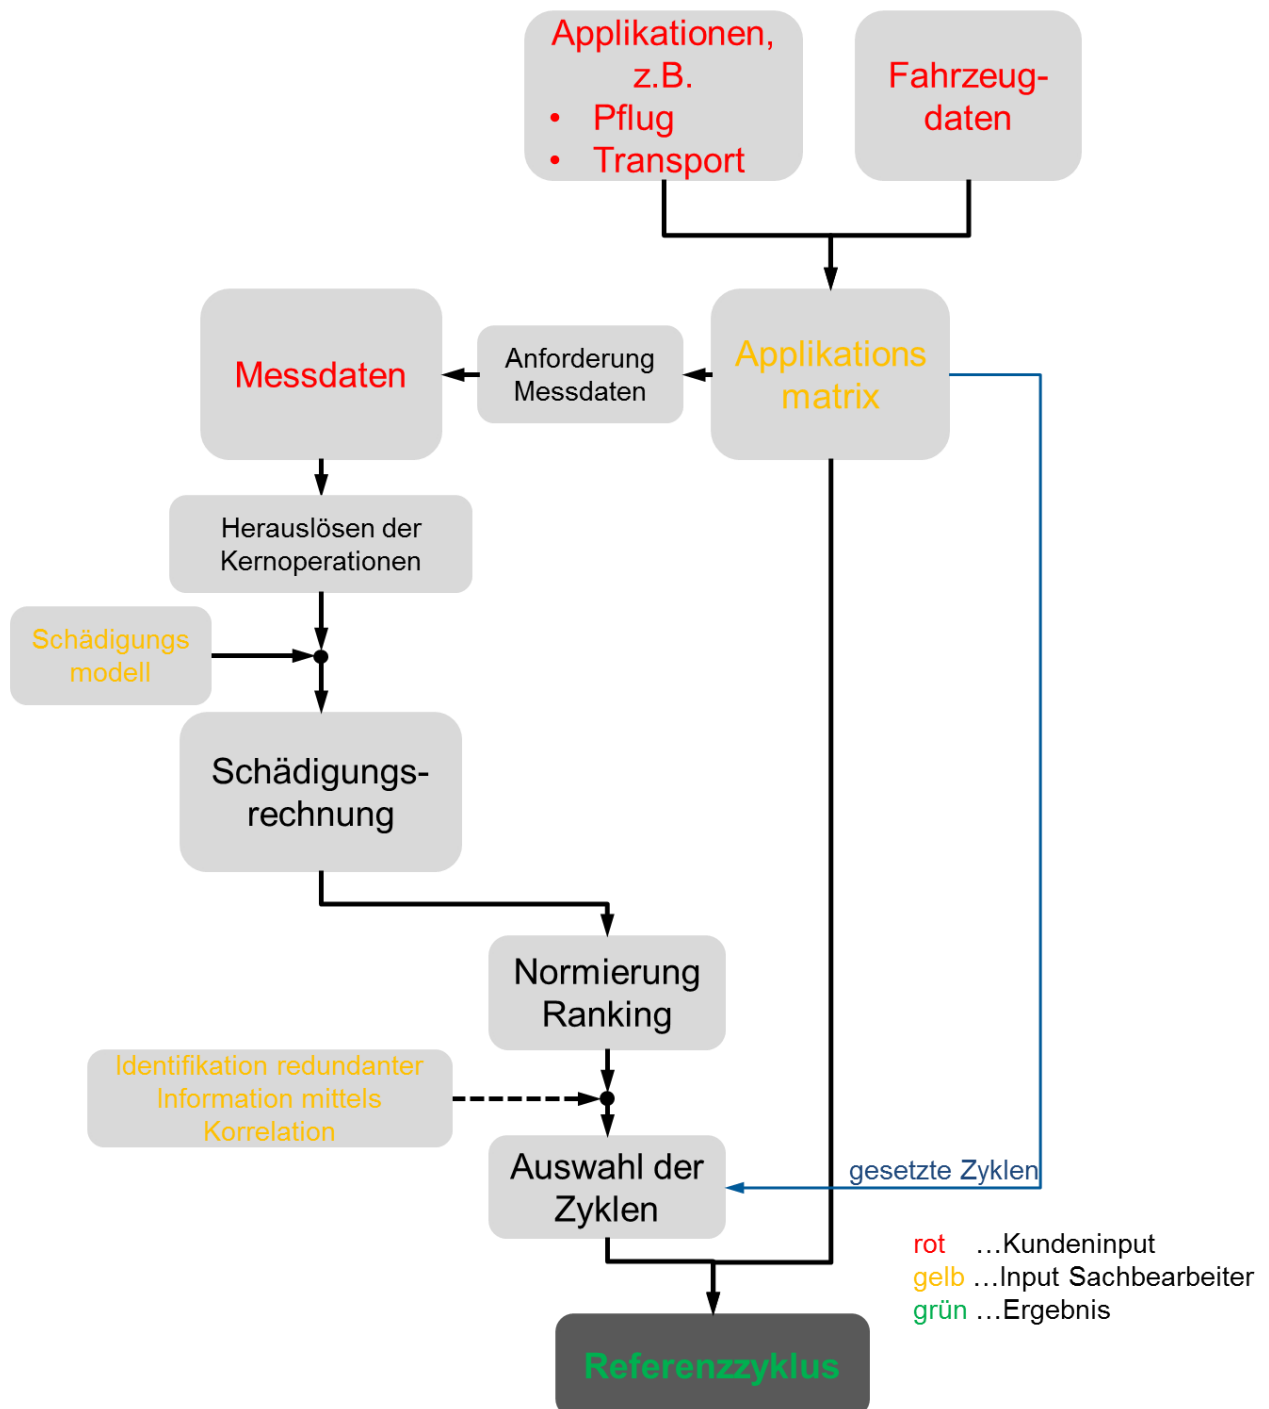 Applikationen,
z.B.
• Pflug
• Transport
Fahrzeug-
daten
Messdaten
Anforderung
Messdaten
Applikations
matrix
Herauslösen der
Kernoperationen
Schädigungs
modell
Schädigungs-
rechnung
Normierung
Ranking
Identifikation redundanter
Information mittels
Korrelation
Auswahl der
Zyklen
gesetzte Zyklen
rot …Kundeninput
gelb …Input Sachbearbeiter
grün …Ergebnis
Referenzzyklus